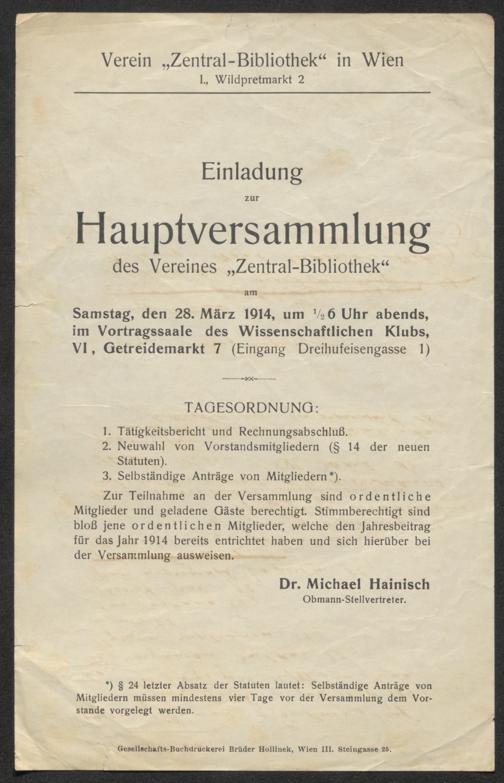 Verein „Zentral-Bibliothek“ in Wien
I., Wildpretmarkt 2
Einladung
zur
Hauptversammlung
des Vereines „Zentral-Bibliothek“
am
Samstag, den 28. März 1914, um ½6 Uhr abends,
im Vortragssaale des Wissenschaftlichen Klubs,
VI, Getreidemarkt 7 (Eingang Dreihufeisengasse 1)
TAGESORDNUNG:
1. Tätigkeitsbericht und Rechnungsabschluß.
2. Neuwahl von Vorstandsmitgliedern (§ 14 der neuen
Statuten).
3. Selbständige Anträge von Mitgliedern*).
Zur Teilnahme an der Versammlung sind ordentliche
Mitglieder und geladene Gäste berechtigt. Stimmberechtigt sind
bloß jene ordentlichen Mitglieder, welche den Jahresbeitrag
für das Jahr 1914 bereits entrichtet haben und sich hierüber bei
der Versammlung ausweisen.
Dr. Michael Hainisch
Obmann-Stellvertreter.
*) § 24 letzter Absatz der Statuten lautet: Selbständige Anträge von
Mitgliedern müssen mindestens vier Tage vor der Versammlung dem Vor-
stande vorgelegt werden.
Gesellschafts-Buchdruckerei Brüder Hollinek, Wien III. Steingasse 25.